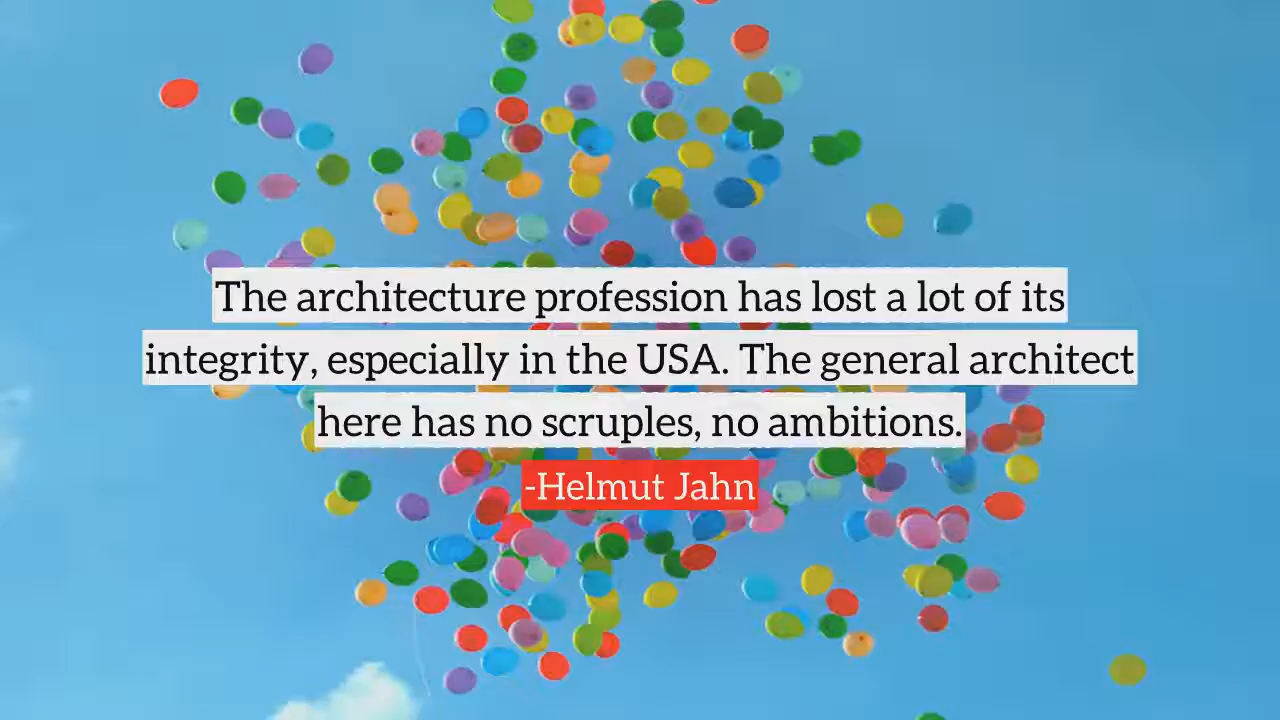 The architecture profession has lost a lot of its
integrity, especially in the USA. The general architect
here has no scruples, no ambitions.
-Helmut Jahn